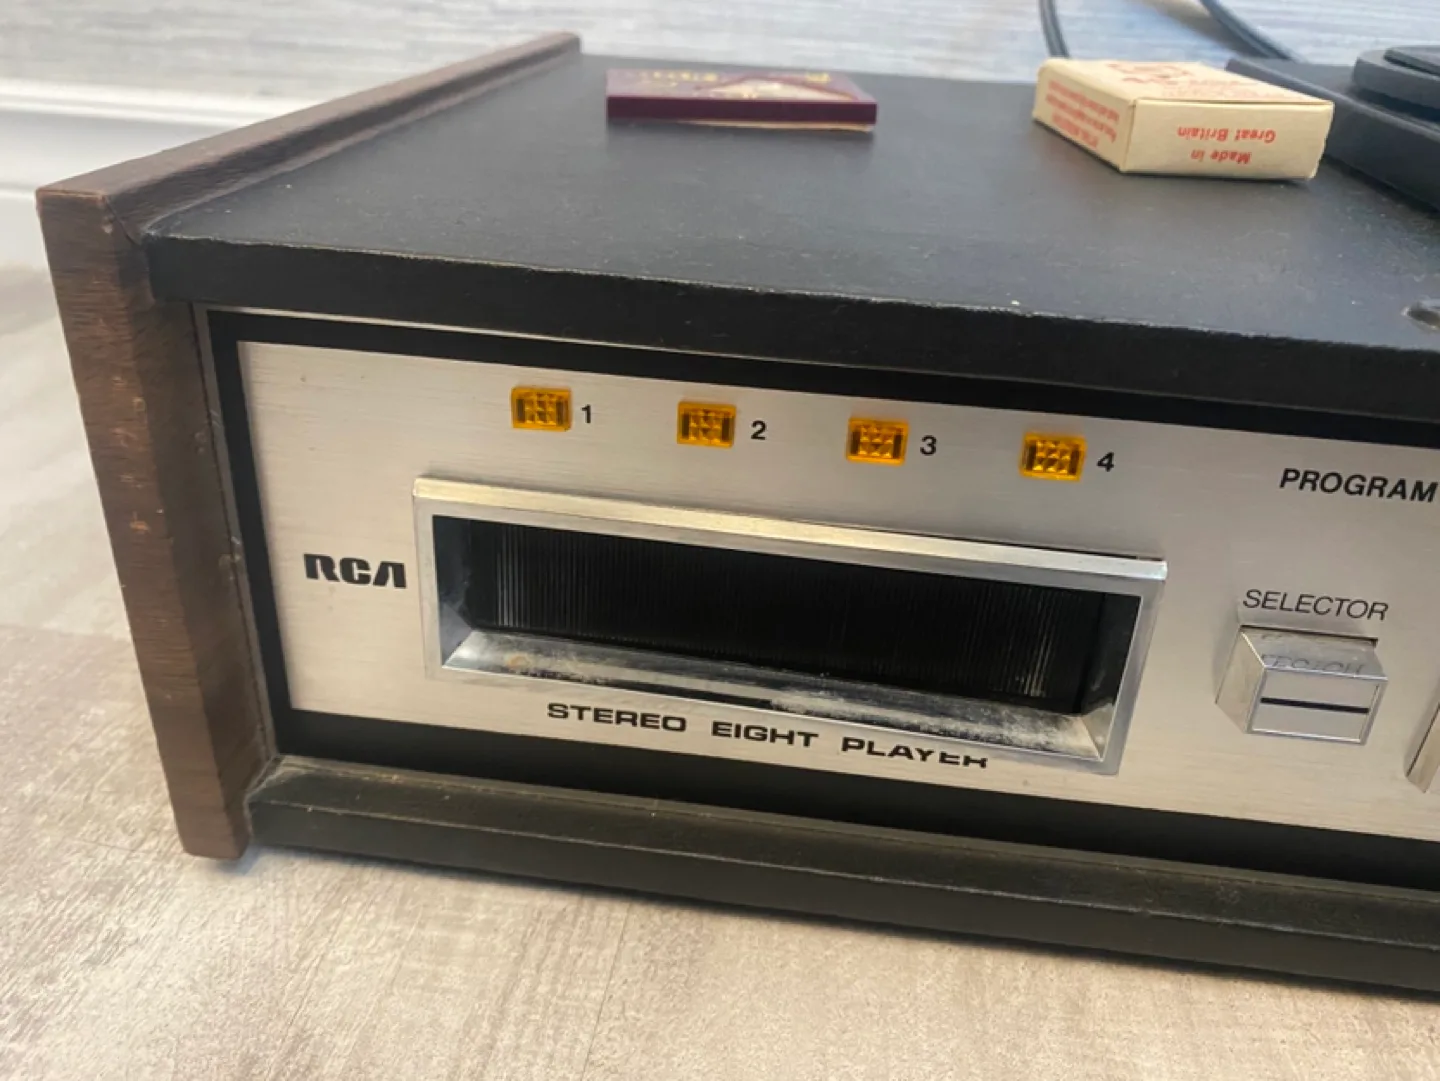 Made in
Great Britain
1
2
3
4
PROGRAM
RCA
SELECTOR
STEREO EIGHT PLAYER